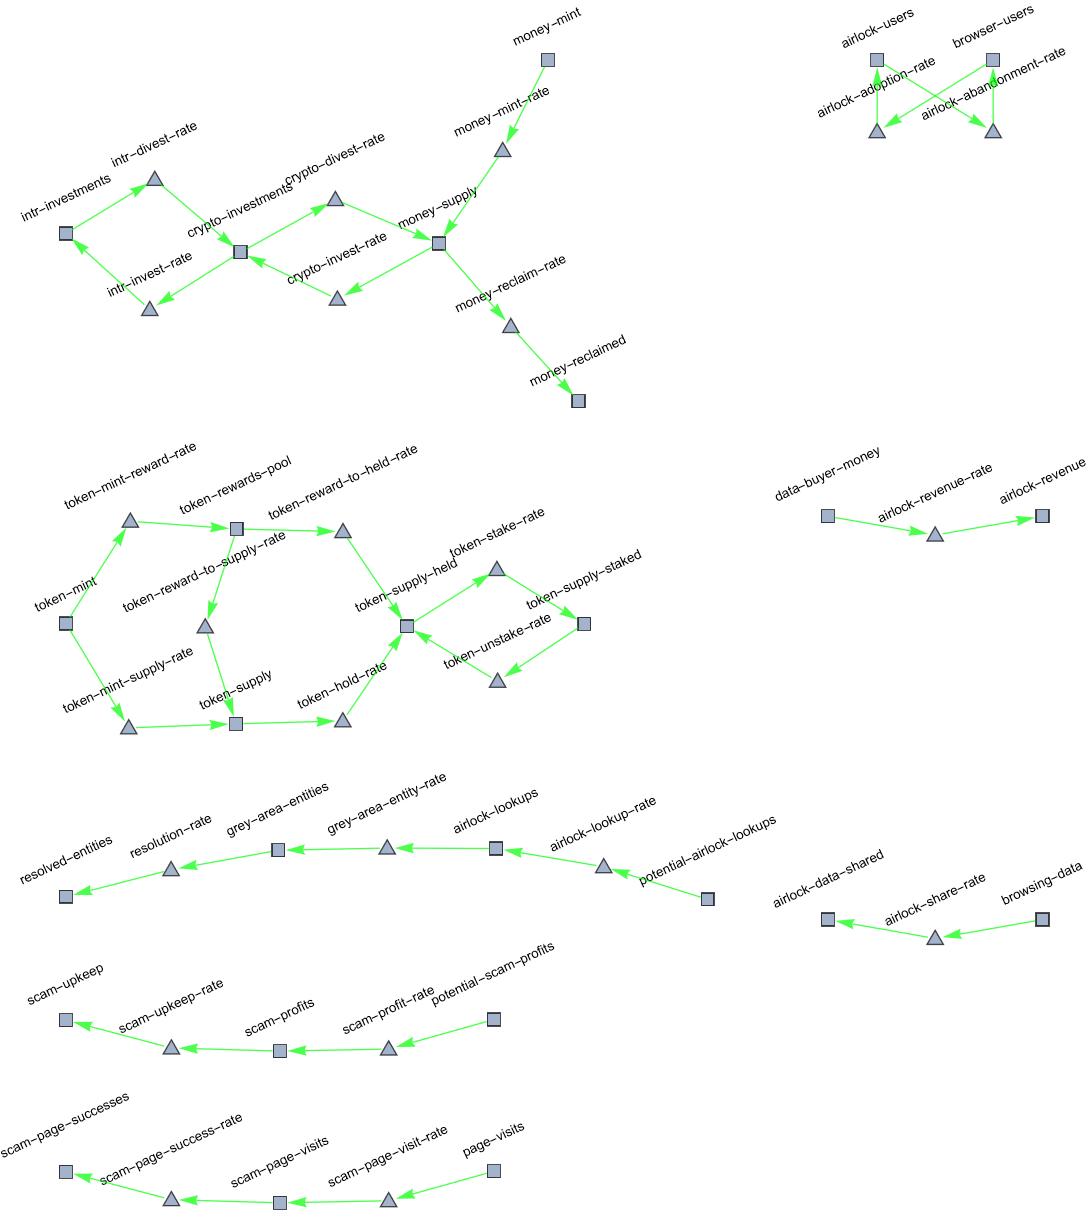 money-mint
airlock-users
browser-users
airlock-adoption-rate
airlock-abandonment-rate
money-mint-rate
intr-divest-rate
crypto-divest-rate
intr-investments
crypto-investments
money-supply
intr-invest-rate
crypto-invest-rate
money-reclaim-rate
money-reclaimed
token-mint-reward-rate
token-rewards-pool
token-reward-to-held-rate
data-buyer-money
airlock-revenue-rate
airlock-revenue
token-stake-rate
token-reward-to-supply-rate
token-mint
token-supply-held
token-supply-staked
token-unstake-rate
token-mint-supply-rate
token-supply
token-hold-rate
resolved-entities
resolution-rate
grey-area-entities
grey-area-entity-rate
airlock-lookups
airlock-lookup-rate
potential-airlock-lookups
airlock-data-shared
airlock-share-rate
browsing-data
scam-upkeep
scam-upkeep-rate
scam-profits
scam-profit-rate
potential-scam-profits
scam-page-successes
scam-page-success-rate
scam-page-visits
scam-page-visit-rate
page-visits